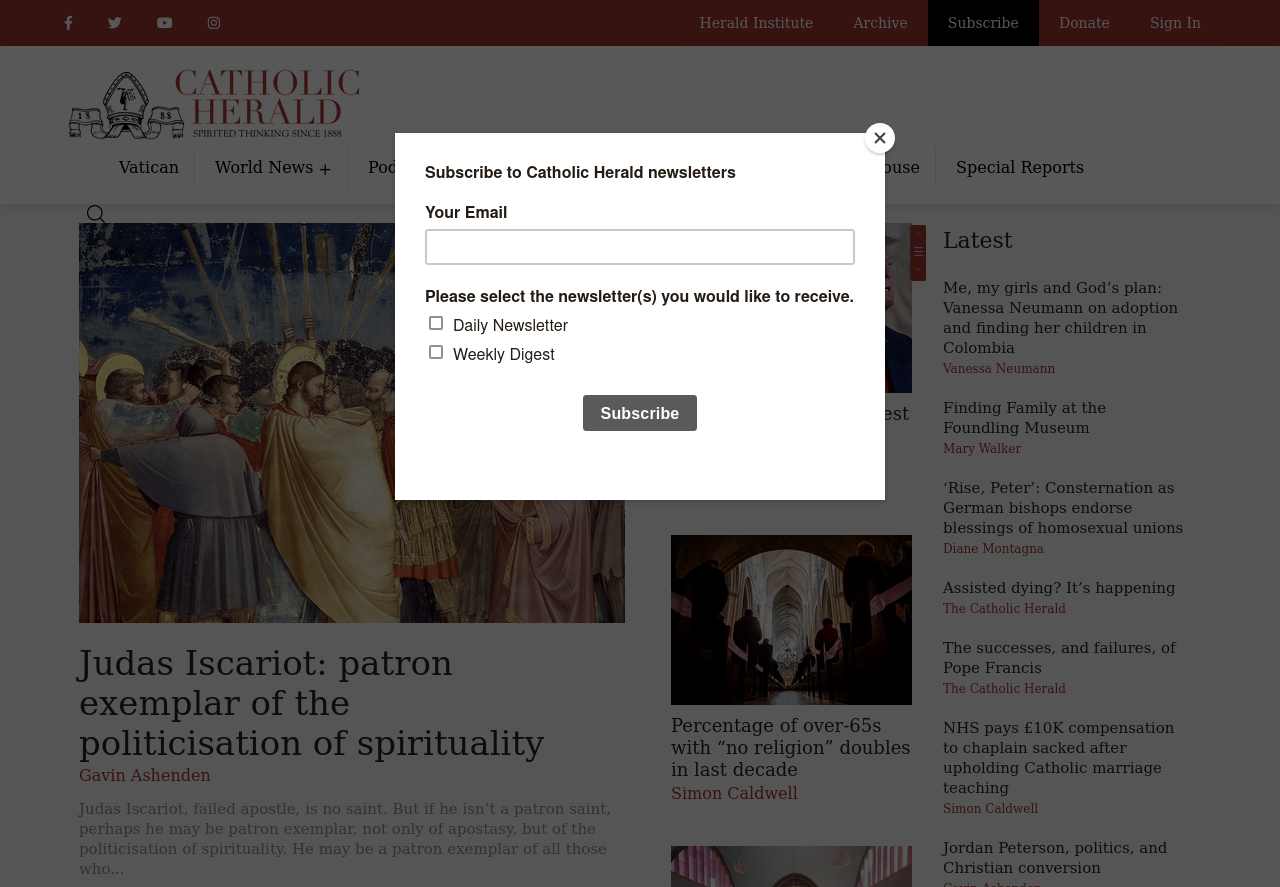 Herald Institute
Archive
Subscribe
Donate
Sign In
CATHOLIC
HERALD
1 8 8 8
SPIRITED THINKING SINCE 1888
Vatican
World News +
Special Reports
Subscribe to Catholic Herald newsletters
Your Email
Please select the newsletter(s) you would like to receive.
Daily Newsletter
Weekly Digest
Subscribe
Judas Iscariot: patron
exemplar of the
politicisation of spirituality
Gavin Ashenden
Judas Iscariot, failed apostle, is no saint. But if he isn’t a patron saint,
perhaps he may be patron exemplar, not only of apostasy, but of the
politicisation of spirituality. He may be a patron exemplar of all those
who...
Percentage of over-65s
with “no religion” doubles
in last decade
Simon Caldwell
Latest
Me, my girls and God’s plan:
Vanessa Neumann on adoption
and finding her children in
Colombia
Vanessa Neumann
Finding Family at the
Foundling Museum
Mary Walker
‘Rise, Peter’: Consternation as
German bishops endorse
blessings of homosexual unions
Diane Montagna
Assisted dying? It’s happening
The Catholic Herald
The successes, and failures, of
Pope Francis
The Catholic Herald
NHS pays £10K compensation
to chaplain sacked after
upholding Catholic marriage
teaching
Simon Caldwell
Jordan Peterson, politics, and
Christian conversion